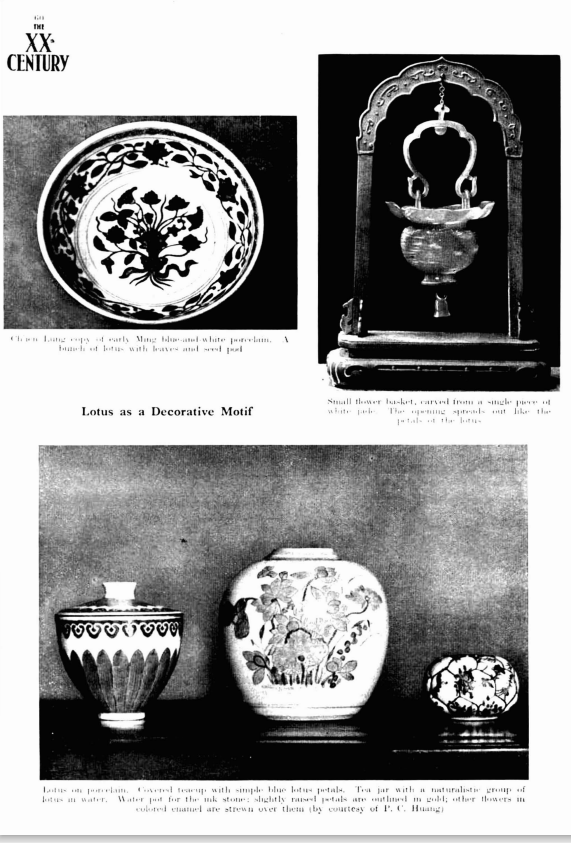 THE
XXth
CENTURY
Ch'ien Lung copy of early Ming blue-and-white porcelain. A
bunch of lotus with leaves and seed pod
Lotus as a Decorative Motif
Small flower basket, carved from a single piece of
white jade. The opening spreads out like the
petals of the lotus
Lotus on porcelain. Covered teacup with simple blue lotus petals. Tea jar with a naturalistic group of
lotus in water. Water pot for the ink stone; slightly raised petals are outlined in gold; other flowers in
colored enamel are strewn over them (by courtesy of P. C. Huang)